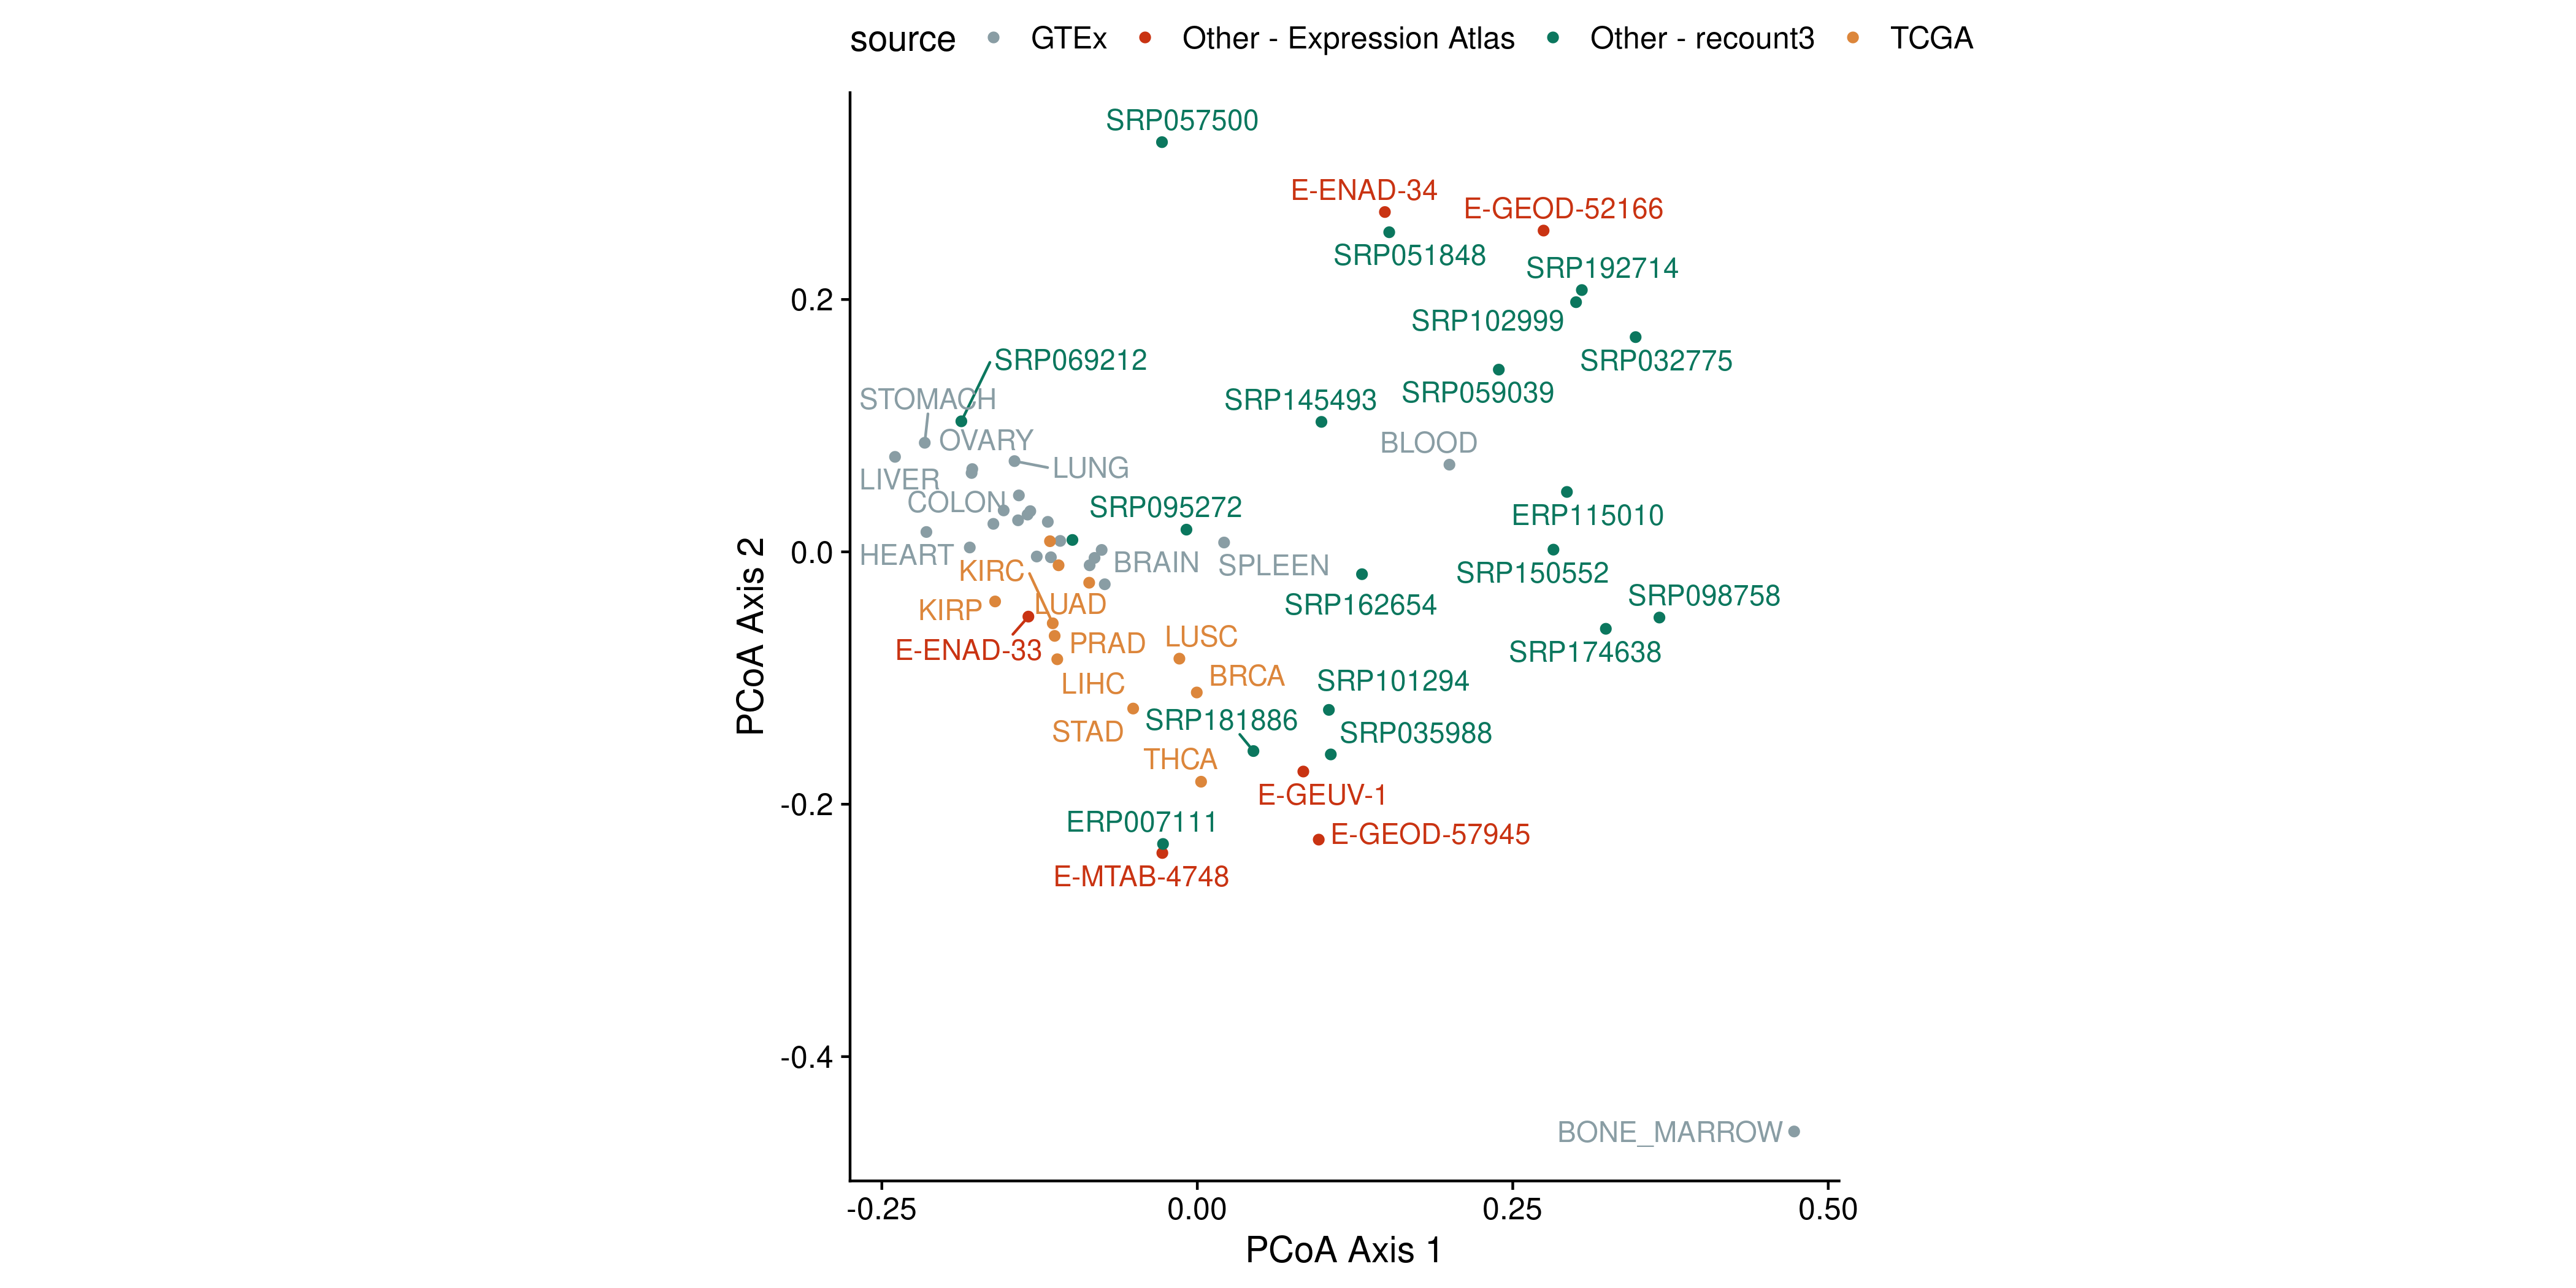 source GTEx Other - Expression Atlas Other - recount3 TCGA
SRP057500
E-ENAD-34
E-GEOD-52166
SRP051848
SRP192714
0.2
SRP102999
SRP069212
SRP032775
STOMACH
SRP145493
SRP059039
OVARY
BLOOD
LUNG
LIVER
COLON
SRP095272
ERP115010
0.0
HEART
BRAIN
SPLEEN
KIRC
SRP150552
SRP098758
KIRP
LUAD
SRP162654
E-ENAD-33
PRAD
LUSC
SRP174638
LIHC
BRCA
SRP101294
STAD
SRP181886
SRP035988
THCA
E-GEUV-1
-0.2
ERP007111
E-GEOD-57945
E-MTAB-4748
-0.4
BONE_MARROW
PCoA Axis 2
-0.25 0.00 0.25 0.50
PCoA Axis 1